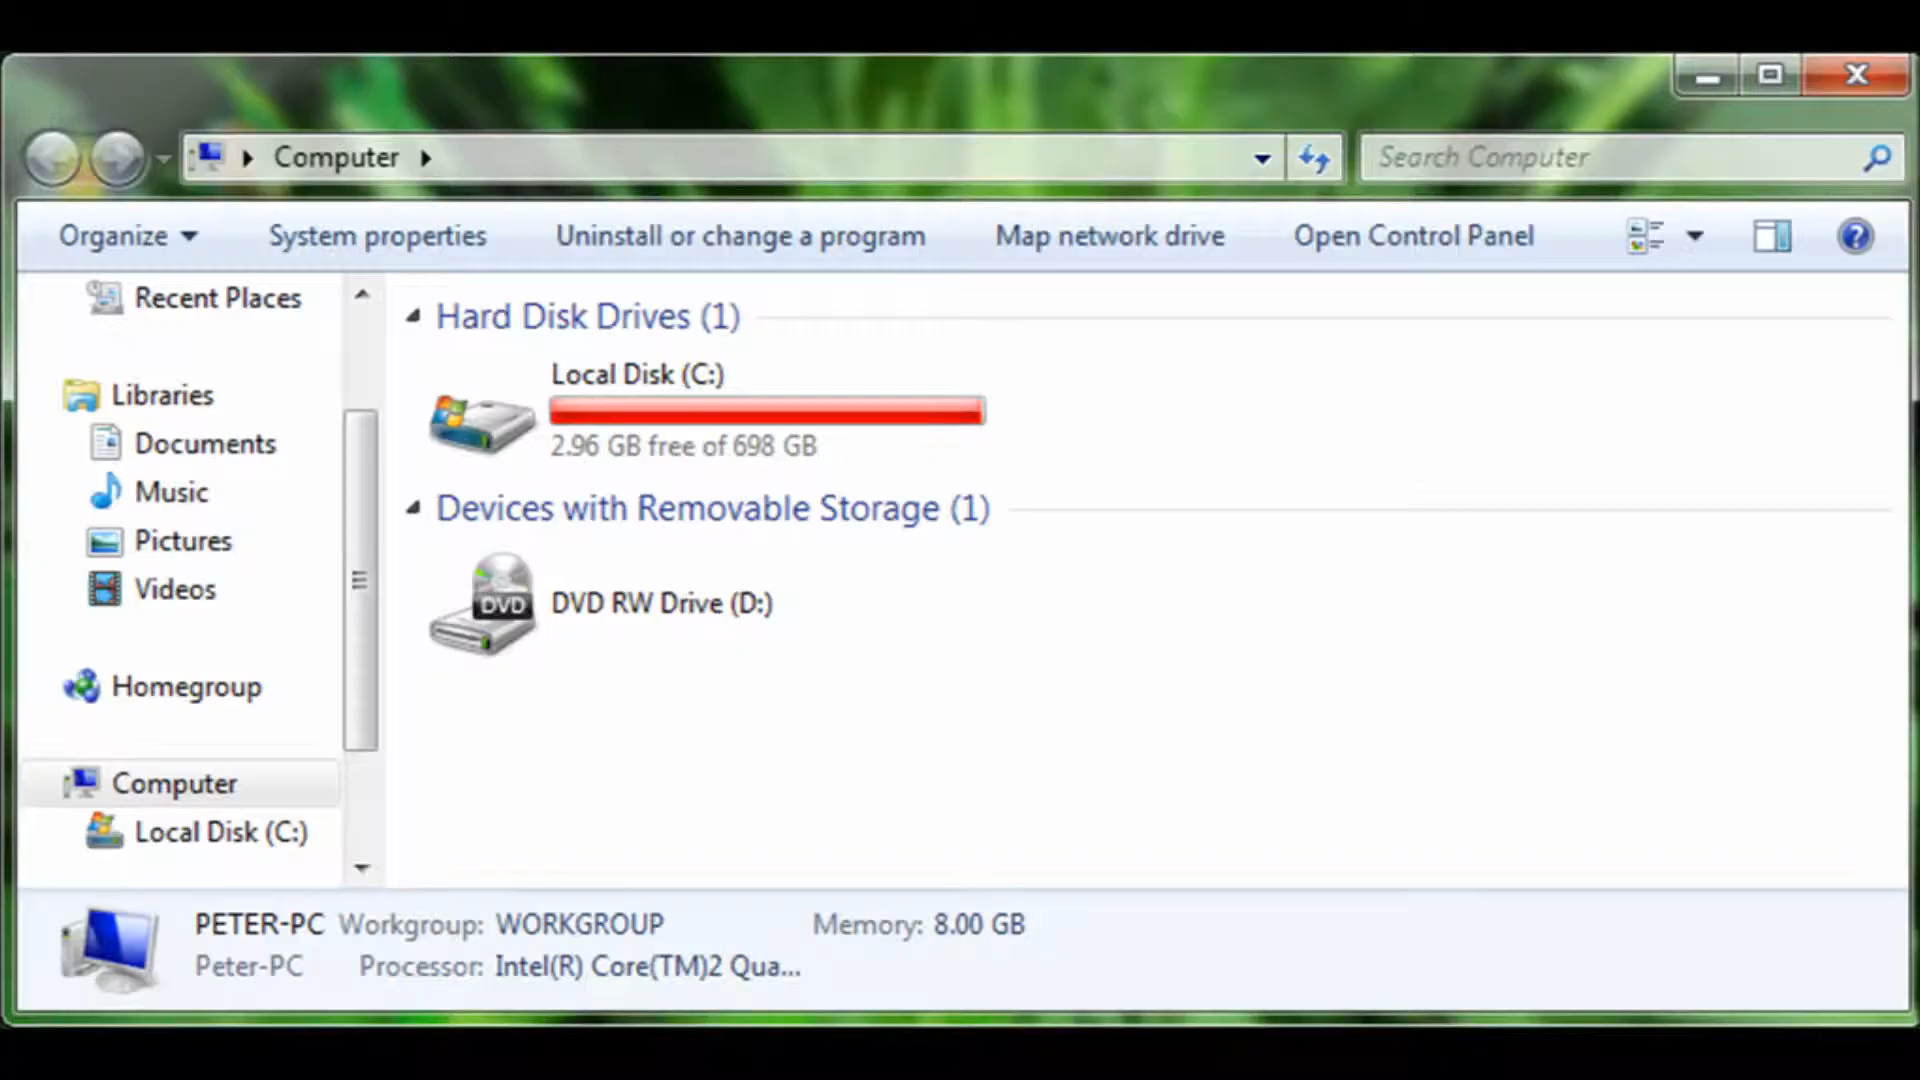 Computer
Search Computer
Organize
System properties
Uninstall or change a program
Map network drive
Open Control Panel
Recent Places
Libraries
Documents
Music
Pictures
Videos
Homegroup
Computer
Local Disk (C:)
Hard Disk Drives (1)
Local Disk (C:)
2.96 GB free of 698 GB
Devices with Removable Storage (1)
DVD
DVD RW Drive (D:)
PETER-PC Workgroup: WORKGROUP Memory: 8.00 GB
Peter-PC Processor: Intel(R) Core(TM)2 Qua...